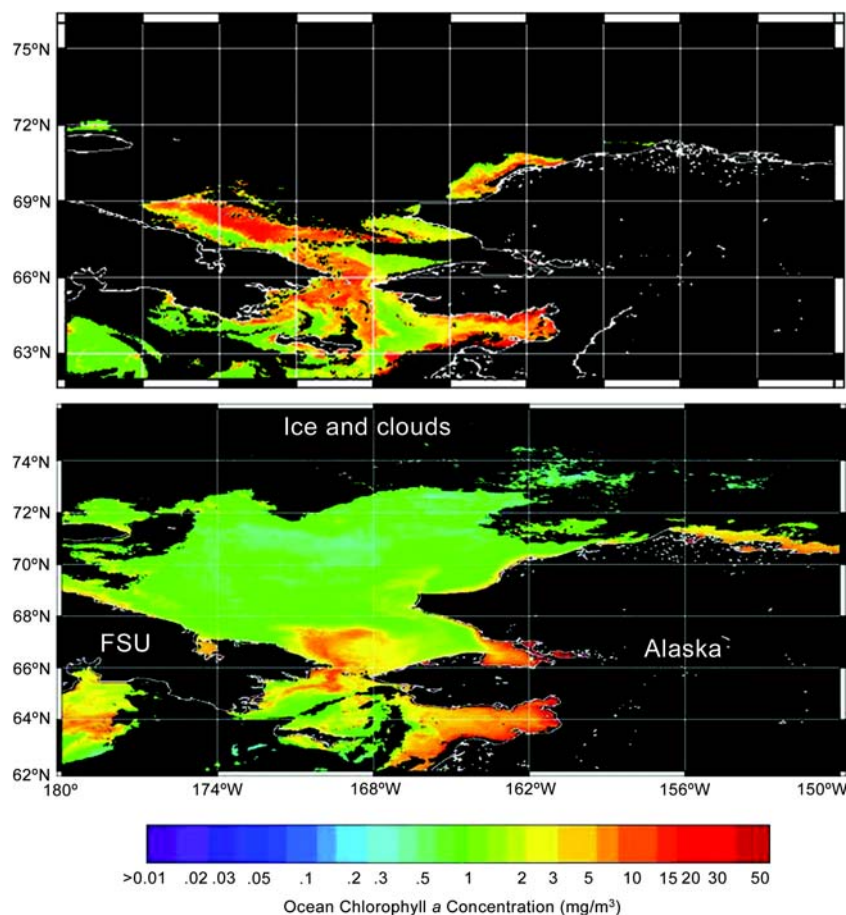 75°N
72°N
69°N
66°N
63°N
Ice and clouds
74°N
72°N
70°N
68°N
FSU
Alaska
66°N
64°N
62°N
180° 174°W 168°W 162°W 156°W 150°W
>0.01 .02 .03 .05 .1 .2 .3 .5 1 2 3 5 10 15 20 30 50
Ocean Chlorophyll a Concentration (mg/m³)